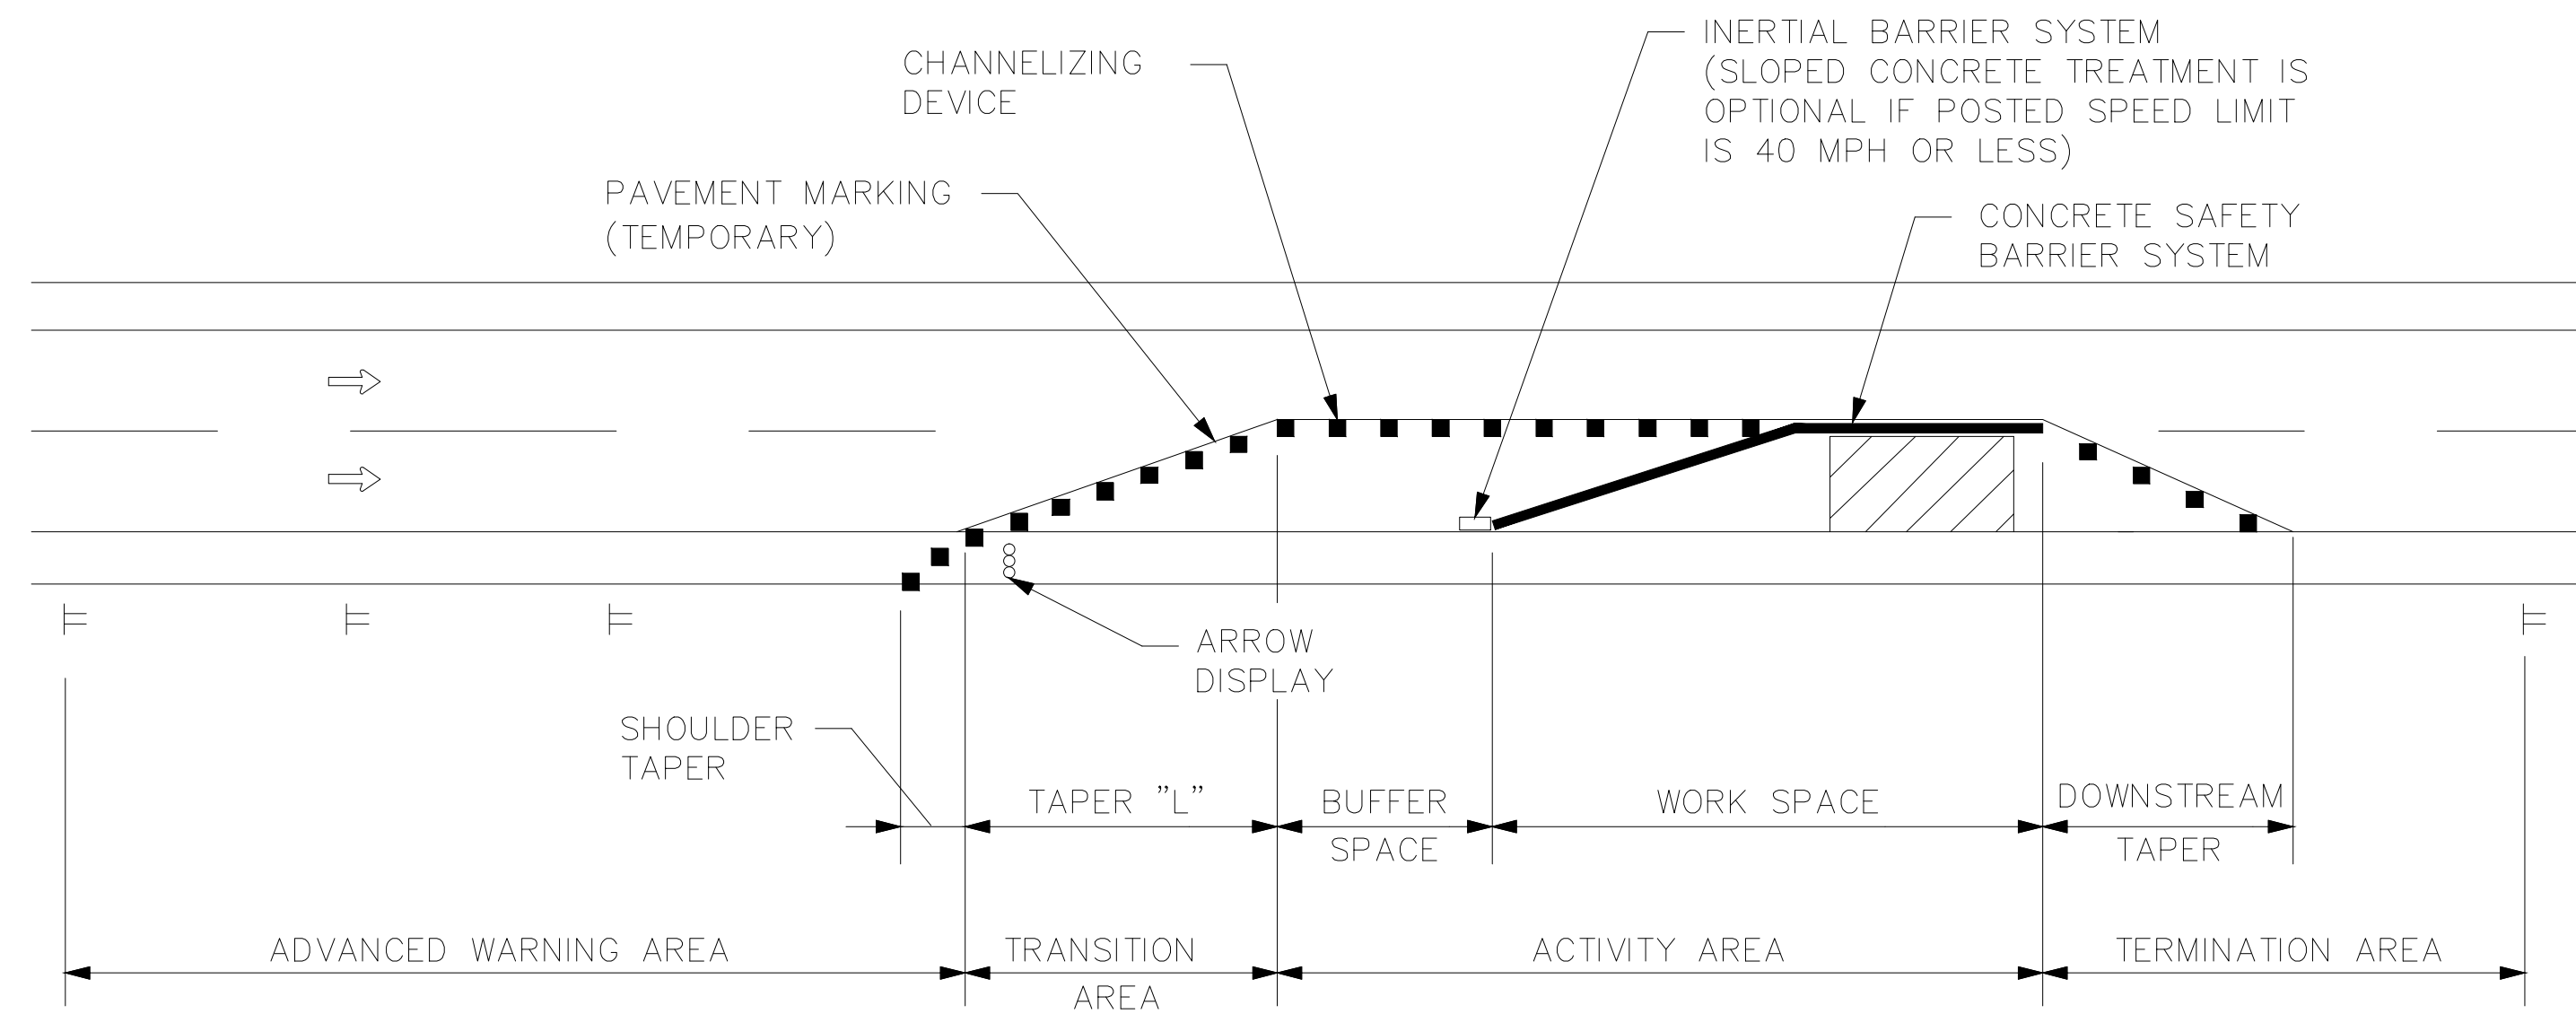 INERTIAL BARRIER SYSTEM
(SLOPED CONCRETE TREATMENT IS
OPTIONAL IF POSTED SPEED LIMIT
IS 40 MPH OR LESS)
CHANNELIZING
DEVICE
PAVEMENT MARKING
(TEMPORARY)
CONCRETE SAFETY
BARRIER SYSTEM
ARROW
DISPLAY
SHOULDER
TAPER
TAPER "L"
BUFFER
SPACE
WORK SPACE
DOWNSTREAM
TAPER
ADVANCED WARNING AREA
TRANSITION
AREA
ACTIVITY AREA
TERMINATION AREA